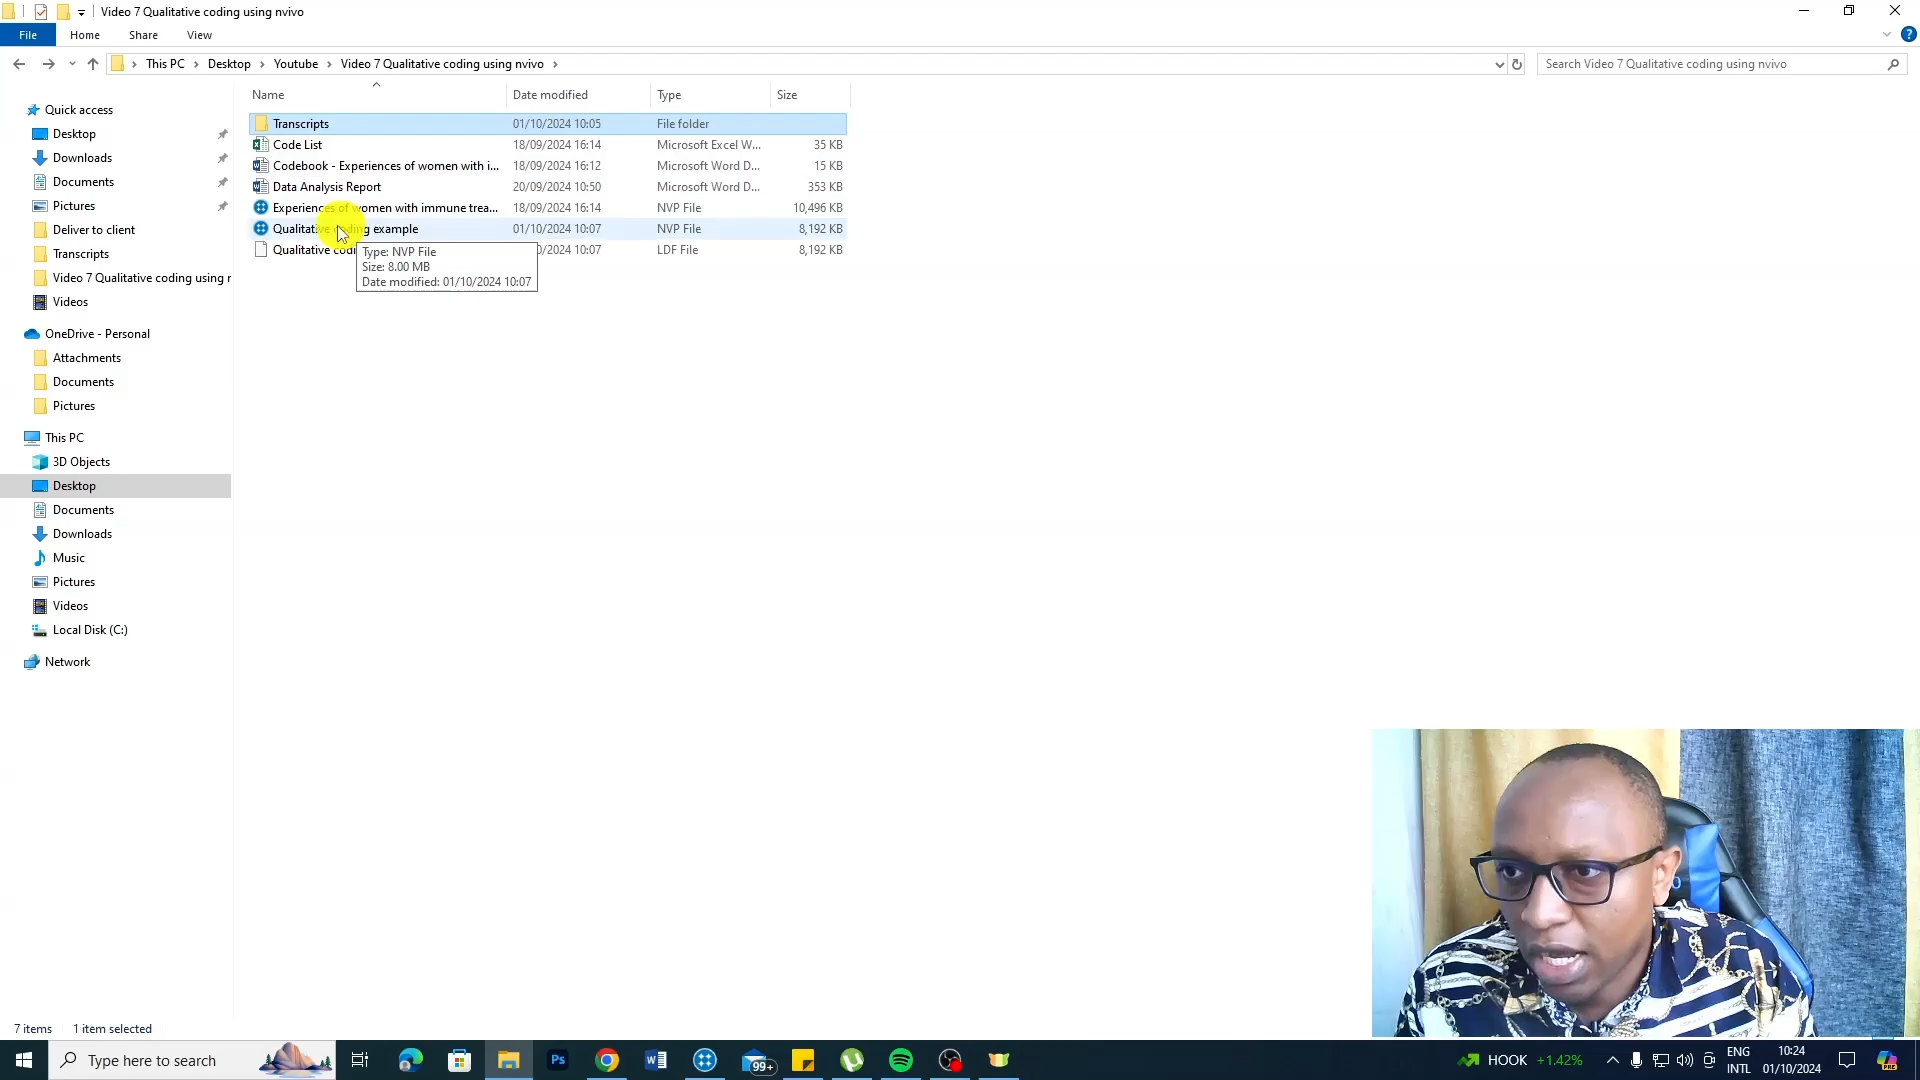 Video 7 Qualitative coding using nvivo
File Home Share View
This PC Desktop Youtube Video 7 Qualitative coding using nvivo
Search Video 7 Qualitative coding using nvivo
Name Date modified Type Size
Transcripts 01/10/2024 10:05 File folder
Code List 18/09/2024 16:14 Microsoft Excel W... 35 KB
Codebook - Experiences of women with i... 18/09/2024 16:12 Microsoft Word D... 15 KB
Data Analysis Report 20/09/2024 10:50 Microsoft Word D... 353 KB
Experiences of women with immune trea... 18/09/2024 16:14 NVP File 10,496 KB
Qualitative coding example 01/10/2024 10:07 NVP File 8,192 KB
Qualitative codi 0/2024 10:07 LDF File 8,192 KB
Type: NVP File
Size: 8.00 MB
Date modified: 01/10/2024 10:07
Quick access
Desktop
Downloads
Documents
Pictures
Deliver to client
Transcripts
Video 7 Qualitative coding using r
Videos
OneDrive - Personal
Attachments
Documents
Pictures
This PC
3D Objects
Desktop
Documents
Downloads
Music
Pictures
Videos
Local Disk (C:)
Network
7 items 1 item selected
Type here to search
Ps
99+
HOOK +1.42%
ENG
INTL
10:24
01/10/2024